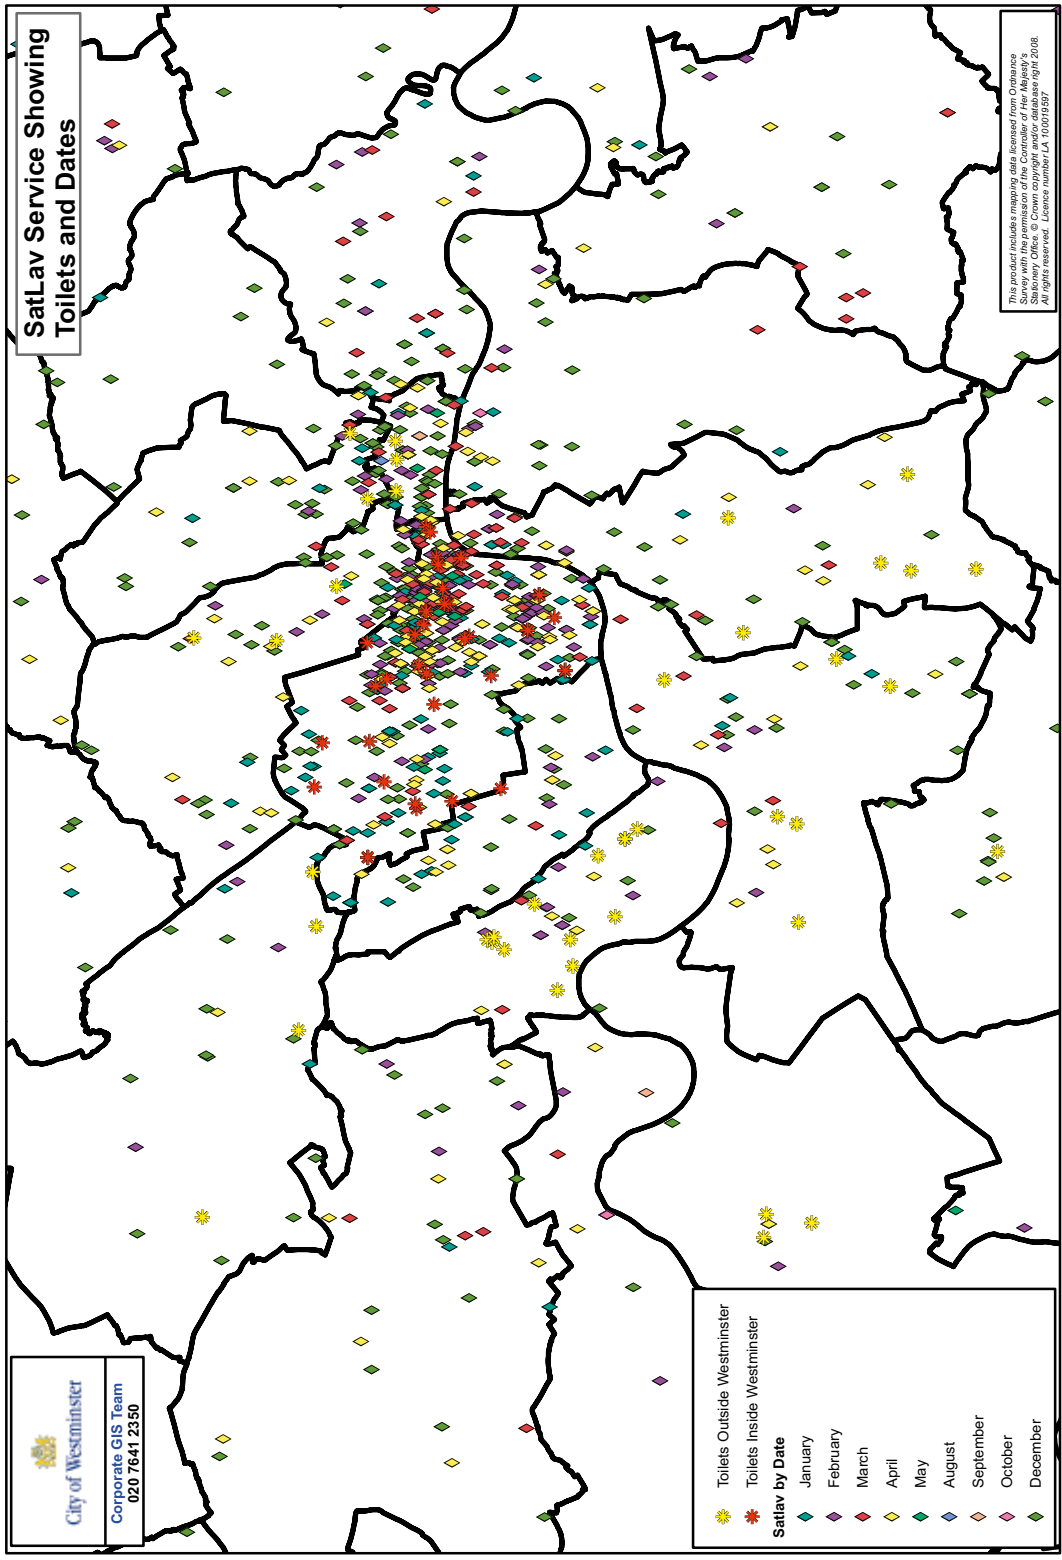 SatLav Service Showing
Toilets and Dates
This product includes mapping data licensed from Ordnance
Survey with the permission of the Controller of Her Majesty's
Stationery Office. © Crown copyright and/or database right 2008.
All rights reserved. Licence number LA 100019597
City of Westminster
Corporate GIS Team
020 7641 2350
Toilets Outside Westminster
Toilets Inside Westminster
Satlav by Date
January
February
March
April
May
August
September
October
December